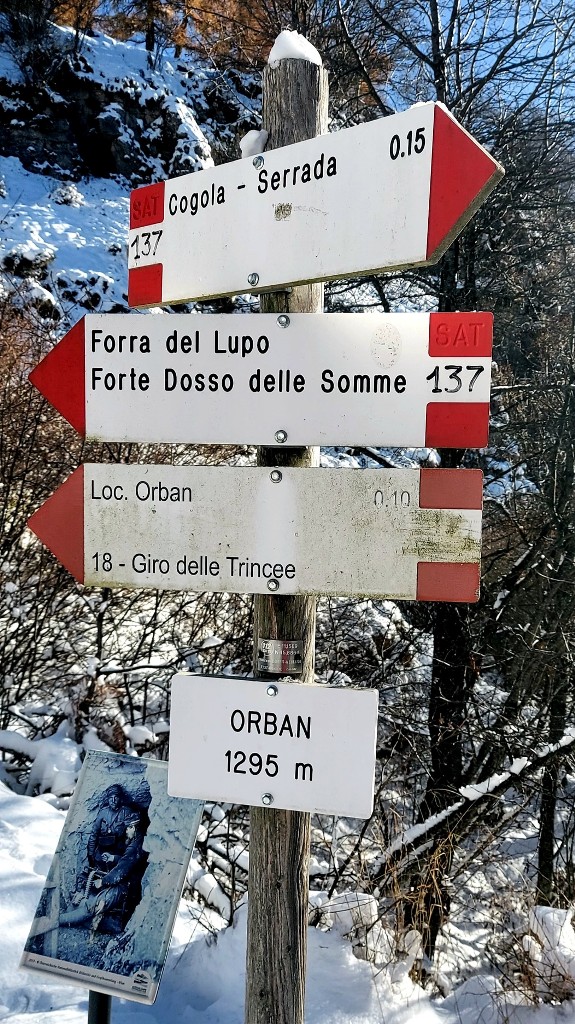 Cogola - Serrada 0.15
SAT
137
Forra del Lupo
SAT
Forte Dosso delle Somme 137
Loc. Orban 0.10
18 - Giro delle Trincee
ORBAN
1295 m